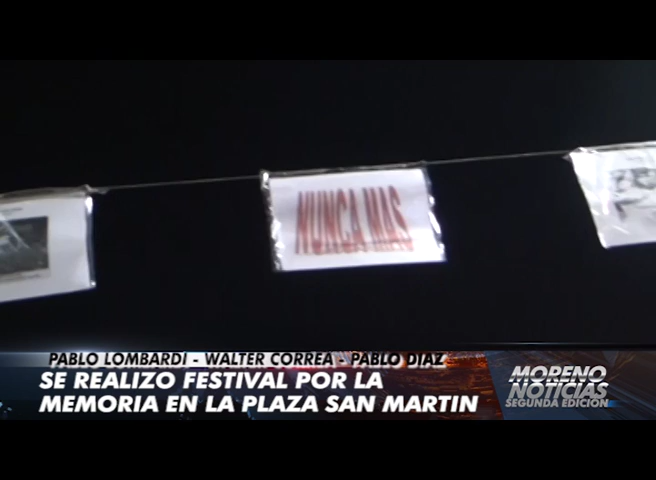 NUNCA MAS
PABLO LOMBARDI - WALTER CORREA - PABLO DIAZ
SE REALIZO FESTIVAL POR LA
MEMORIA EN LA PLAZA SAN MARTIN
MORENO
NOTICIAS
SEGUNDA EDICION